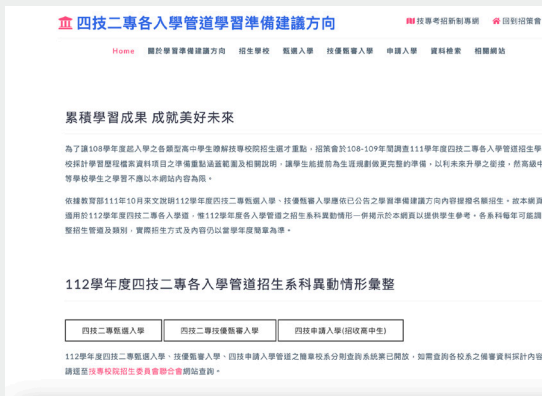 四技二專各入學管道學習準備建議方向
技專考招新制專網 回到招策會
Home 關於學習準備建議方向 招生學校 甄選入學 技優甄審入學 申請入學 資料檢索 相關網站
累積學習成果 成就美好未來
為了讓108學年度起入學之各類型高中學生瞭解技專校院招生選才重點，招策會於108-109年間調查111學年度四技二專各入學管道招生學
校採計學習歷程檔案資料項目之準備重點涵蓋範圍及相關說明，讓學生能提前為生涯規劃做更完整的準備，以利未來升學之銜接，然高級中
等學校學生之學習不應以本網站內容為限。
依據教育部111年10月來文說明112學年度四技二專甄選入學、技優甄審入學應依已公告之學習準備建議方向內容提撥名額招生。故本網頁
適用於112學年度四技二專各入學道，惟112學年度各入學管道之招生系科異動情形一併揭示於本網頁以提供學生參考。各系科每年可能調
整招生管道及類別，實際招生方式及內容仍以當學年度簡章為準。
112學年度四技二專各入學管道招生系科異動情形彙整
四技二專甄選入學 四技二專技優甄審入學 四技申請入學(招收高中生)
112學年度四技二專甄選入學、技優甄審入學、四技申請入學管道之簡章校系分則查詢系統業已開放，如需查詢各校系之備審資料採計內容
請逕至技專校院招生委員會聯合會網站查詢。